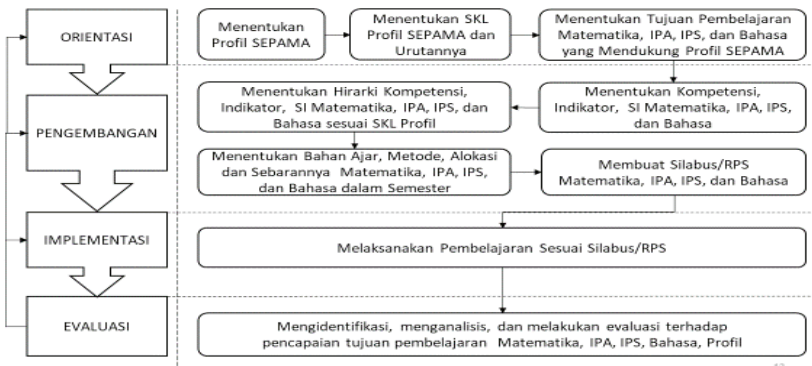 ORIENTASI
Menentukan
Profil SEPAMA
Menentukan SKL
Profil SEPAMA dan
Urutannya
Menentukan Tujuan Pembelajaran
Matematika, IPA, IPS, dan Bahasa
yang Mendukung Profil SEPAMA
PENGEMBANGAN
Menentukan Hirarki Kompetensi,
Indikator, SI Matematika, IPA, IPS, dan
Bahasa sesuai SKL Profil
Menentukan Kompetensi,
Indikator, SI Matematika, IPA, IPS,
dan Bahasa
Menentukan Bahan Ajar, Metode, Alokasi
dan Sebarannya Matematika, IPA, IPS,
dan Bahasa dalam Semester
Membuat Silabus/RPS
Matematika, IPA, IPS, dan Bahasa
IMPLEMENTASI
Melaksanakan Pembelajaran Sesuai Silabus/RPS
EVALUASI
Mengidentifikasi, menganalisis, dan melakukan evaluasi terhadap
pencapaian tujuan pembelajaran Matematika, IPA, IPS, Bahasa, Profil